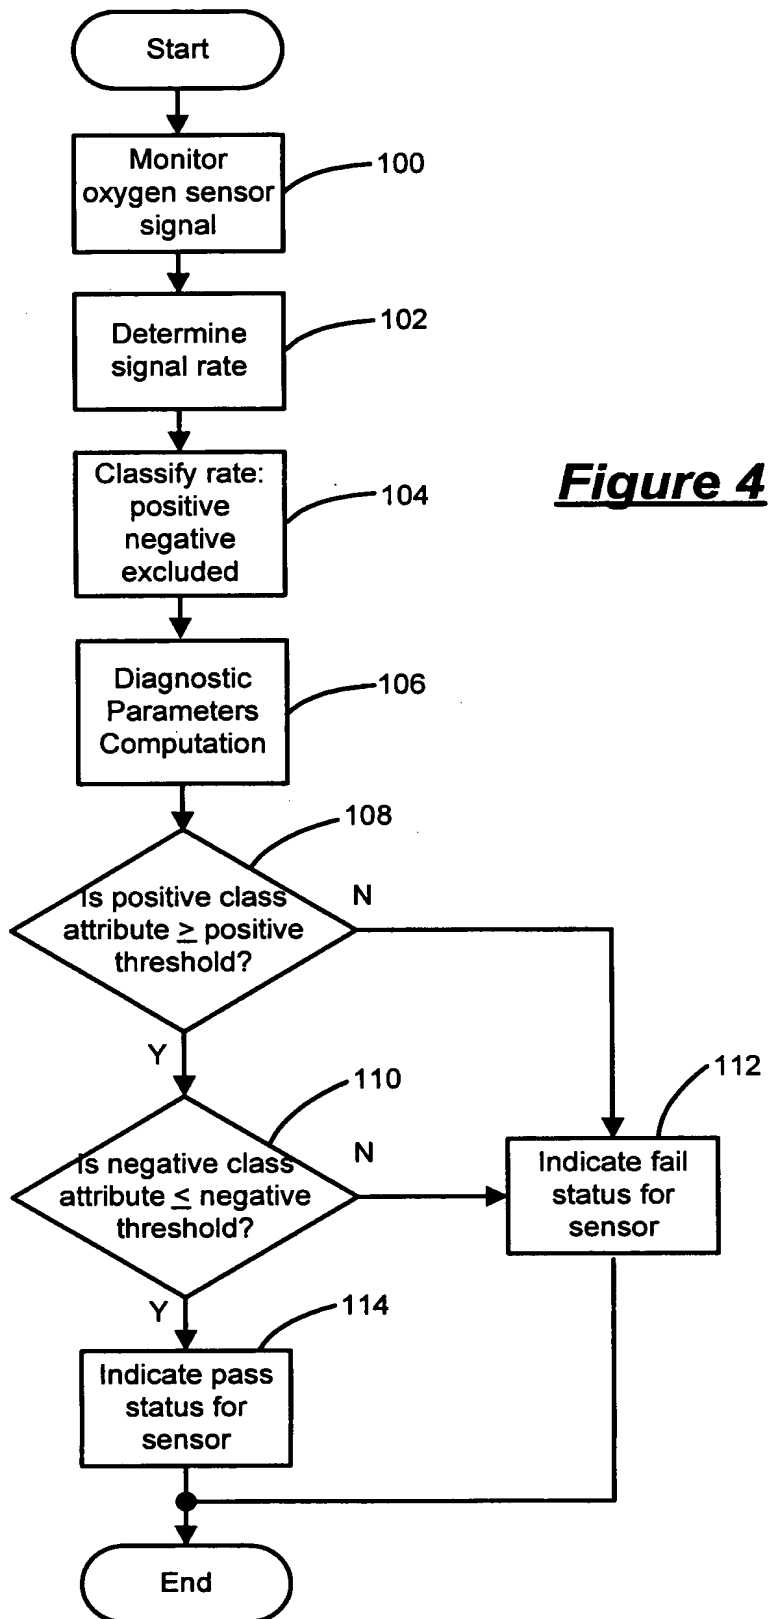 Start
Monitor
oxygen sensor
signal
100
Determine
signal rate
102
Classify rate:
positive
negative
excluded
104
Figure 4
Diagnostic
Parameters
Computation
106
108
Is positive class
attribute ≥ positive
threshold?
N
Y
110
Is negative class
attribute ≤ negative
threshold?
N
112
Indicate fail
status for
sensor
Y
114
Indicate pass
status for
sensor
End